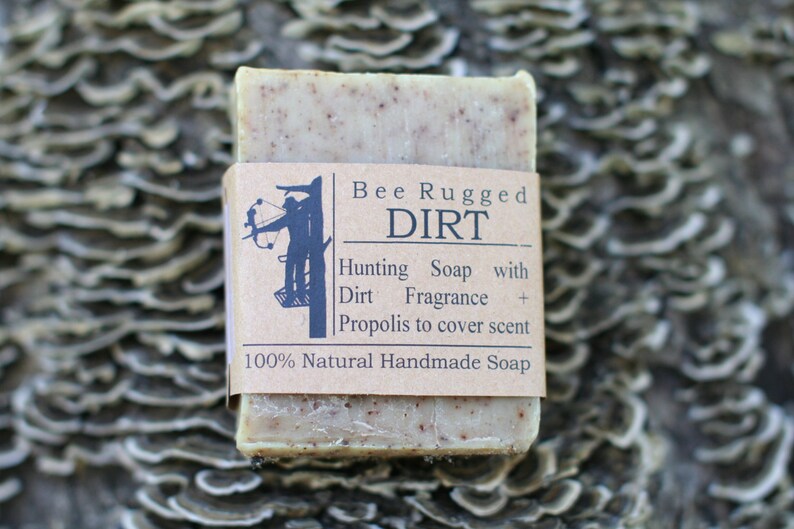 Bee Rugged
DIRT
Hunting Soap with
Dirt Fragrance +
Propolis to cover scent
100% Natural Handmade Soap